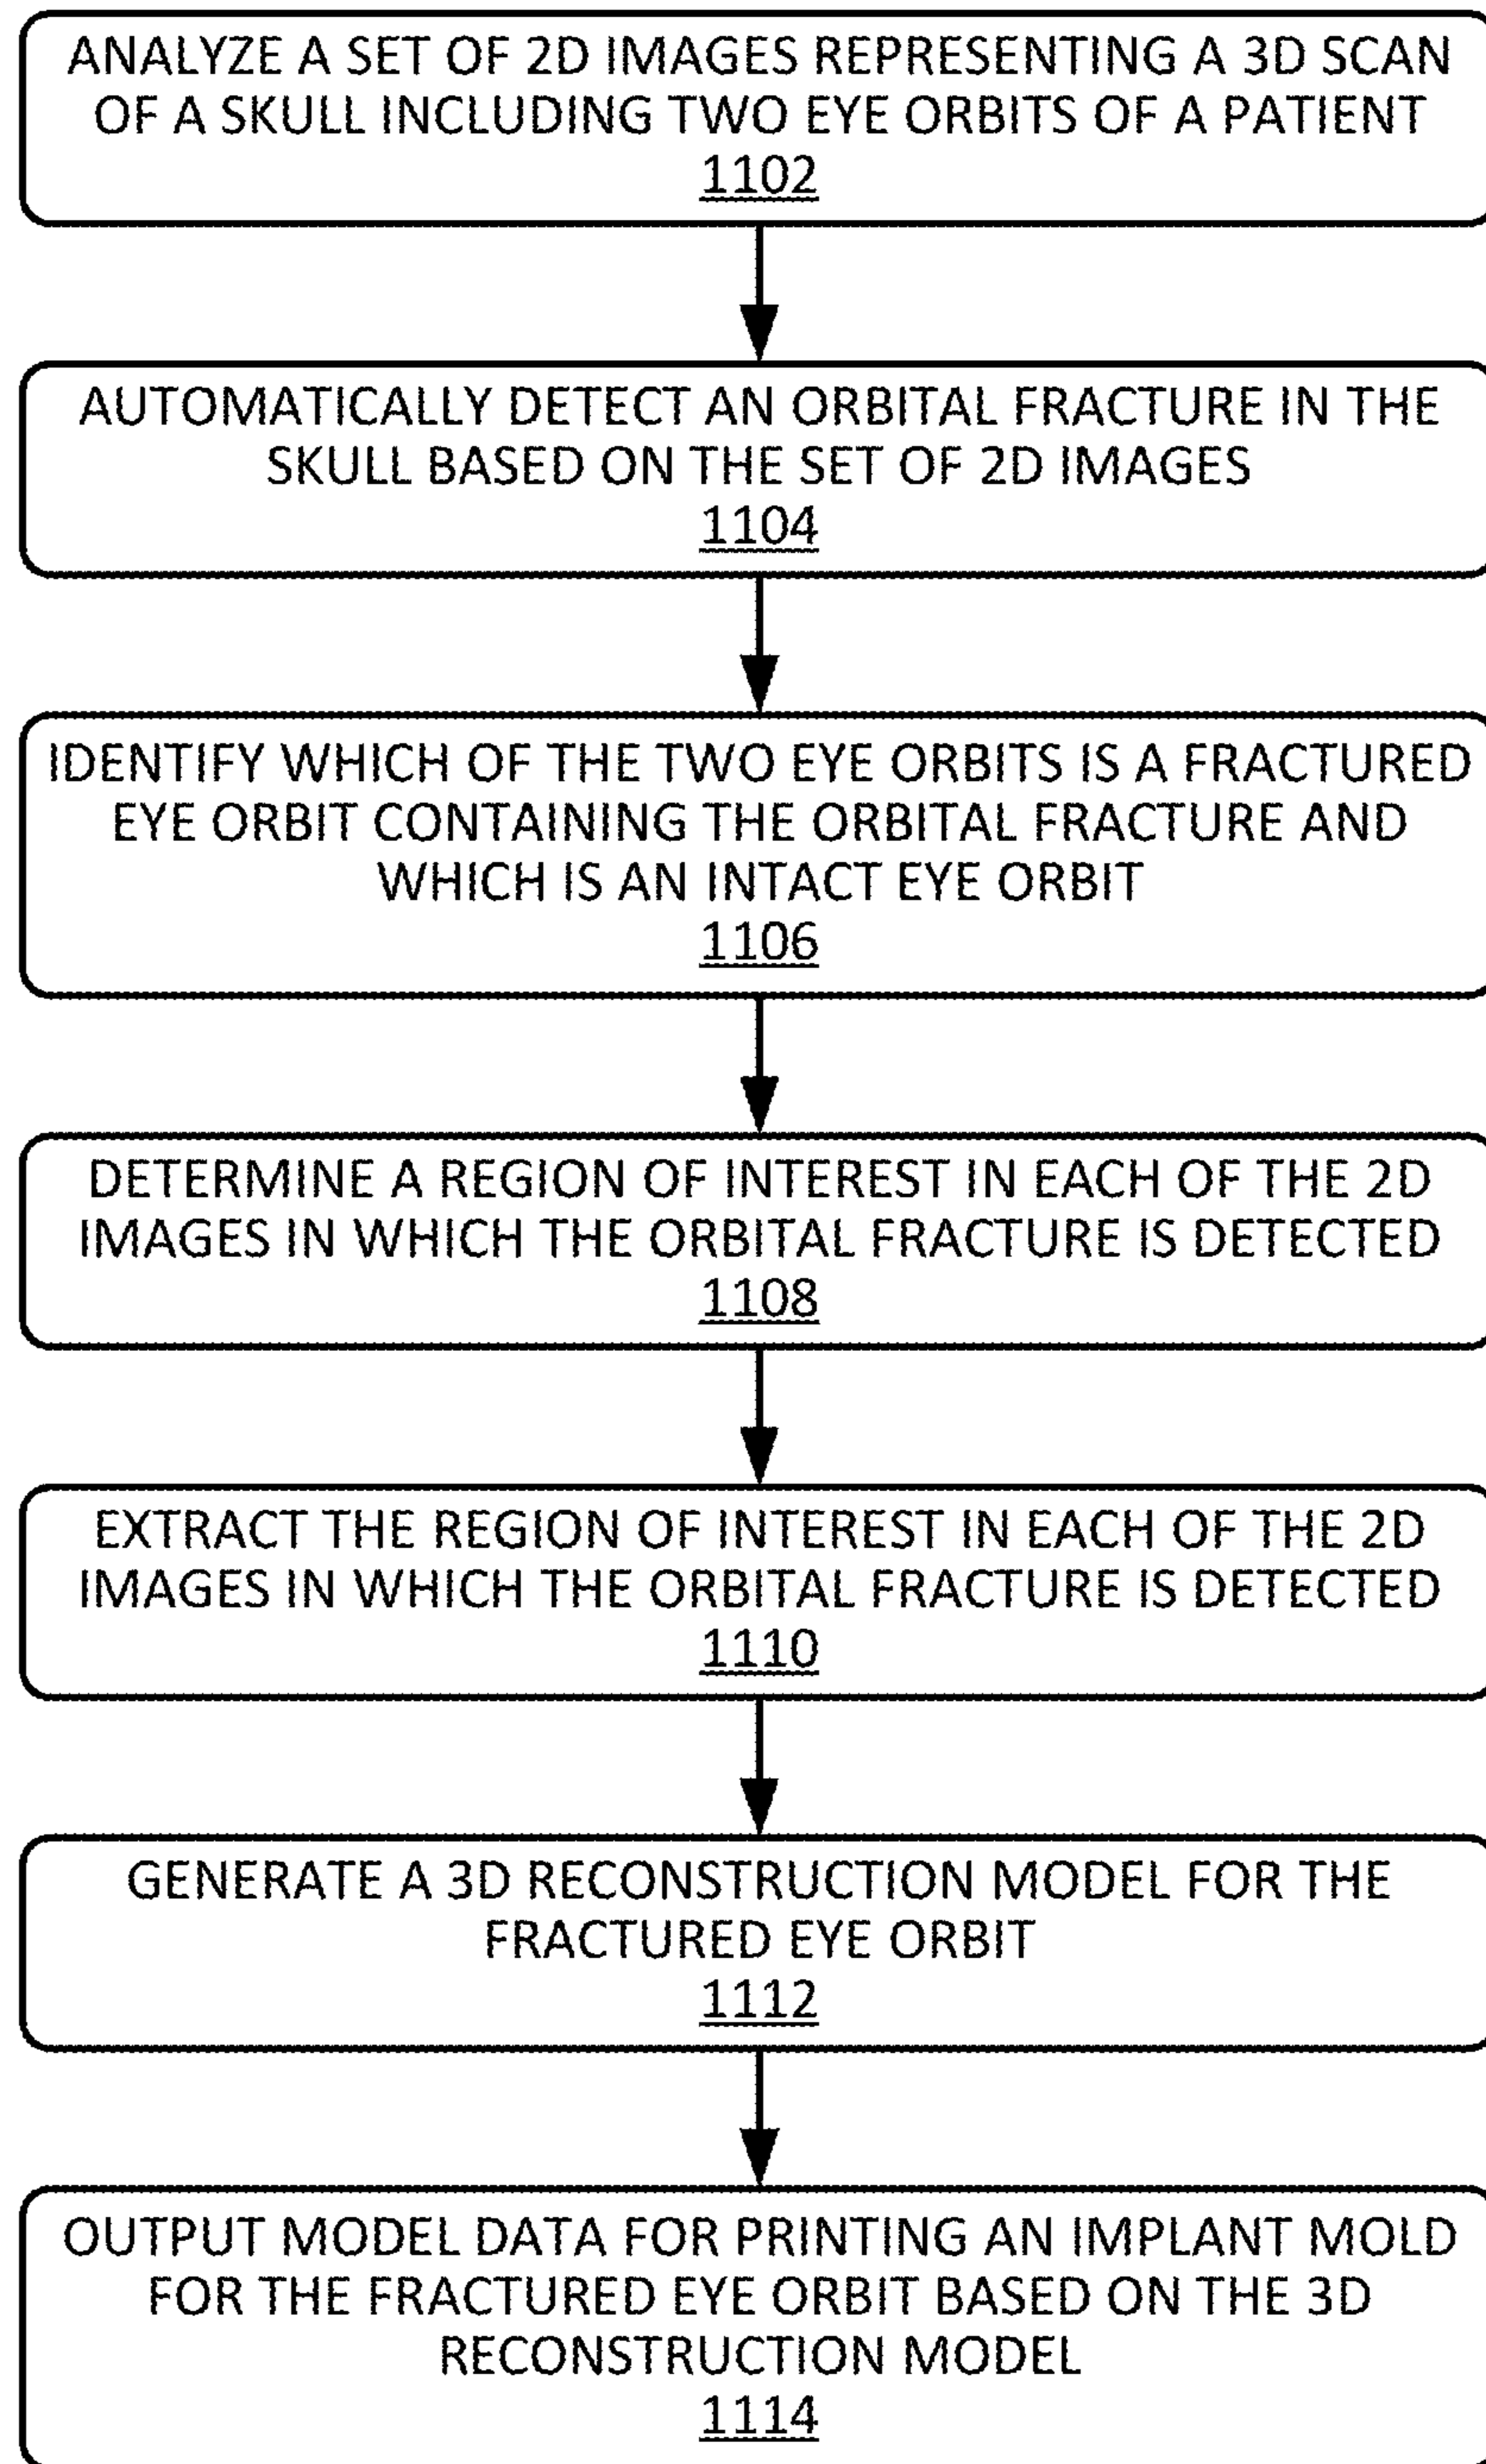 ANALYZE A SET OF 2D IMAGES REPRESENTING A 3D SCAN
OF A SKULL INCLUDING TWO EYE ORBITS OF A PATIENT
1102
AUTOMATICALLY DETECT AN ORBITAL FRACTURE IN THE
SKULL BASED ON THE SET OF 2D IMAGES
1104
IDENTIFY WHICH OF THE TWO EYE ORBITS IS A FRACTURED
EYE ORBIT CONTAINING THE ORBITAL FRACTURE AND
WHICH IS AN INTACT EYE ORBIT
1106
DETERMINE A REGION OF INTEREST IN EACH OF THE 2D
IMAGES IN WHICH THE ORBITAL FRACTURE IS DETECTED
1108
EXTRACT THE REGION OF INTEREST IN EACH OF THE 2D
IMAGES IN WHICH THE ORBITAL FRACTURE IS DETECTED
1110
GENERATE A 3D RECONSTRUCTION MODEL FOR THE
FRACTURED EYE ORBIT
1112
OUTPUT MODEL DATA FOR PRINTING AN IMPLANT MOLD
FOR THE FRACTURED EYE ORBIT BASED ON THE 3D
RECONSTRUCTION MODEL
1114